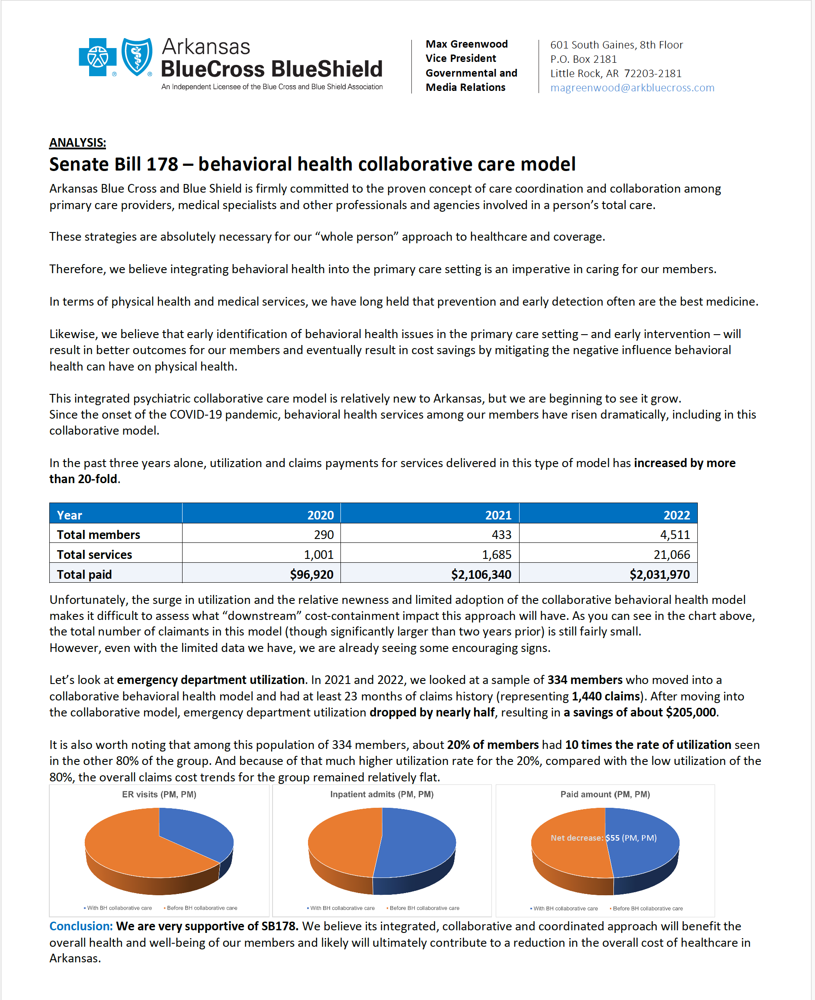 Arkansas
BlueCross BlueShield
An Independent Licensee of the Blue Cross and Blue Shield Association
Max Greenwood
Vice President
Governmental and
Media Relations
601 South Gaines, 8th Floor
P.O. Box 2181
Little Rock, AR 72203-2181
magreenwood@arkbluecross.com
ANALYSIS:
Senate Bill 178 – behavioral health collaborative care model
Arkansas Blue Cross and Blue Shield is firmly committed to the proven concept of care coordination and collaboration among
primary care providers, medical specialists and other professionals and agencies involved in a person’s total care.
These strategies are absolutely necessary for our “whole person” approach to healthcare and coverage.
Therefore, we believe integrating behavioral health into the primary care setting is an imperative in caring for our members.
In terms of physical health and medical services, we have long held that prevention and early detection often are the best medicine.
Likewise, we believe that early identification of behavioral health issues in the primary care setting – and early intervention – will
result in better outcomes for our members and eventually result in cost savings by mitigating the negative influence behavioral
health can have on physical health.
This integrated psychiatric collaborative care model is relatively new to Arkansas, but we are beginning to see it grow.
Since the onset of the COVID-19 pandemic, behavioral health services among our members have risen dramatically, including in this
collaborative model.
In the past three years alone, utilization and claims payments for services delivered in this type of model has increased by more
than 20-fold.
Year 2020 2021 2022
Total members 290 433 4,511
Total services 1,001 1,685 21,066
Total paid $96,920 $2,106,340 $2,031,970
Unfortunately, the surge in utilization and the relative newness and limited adoption of the collaborative behavioral health model
makes it difficult to assess what “downstream” cost-containment impact this approach will have. As you can see in the chart above,
the total number of claimants in this model (though significantly larger than two years prior) is still fairly small.
However, even with the limited data we have, we are already seeing some encouraging signs.
Let’s look at emergency department utilization. In 2021 and 2022, we looked at a sample of 334 members who moved into a
collaborative behavioral health model and had at least 23 months of claims history (representing 1,440 claims). After moving into
the collaborative model, emergency department utilization dropped by nearly half, resulting in a savings of about $205,000.
It is also worth noting that among this population of 334 members, about 20% of members had 10 times the rate of utilization seen
in the other 80% of the group. And because of that much higher utilization rate for the 20%, compared with the low utilization of the
80%, the overall claims cost trends for the group remained relatively flat.
ER visits (PM, PM)
With BH collaborative care Before BH collaborative care
Inpatient admits (PM, PM)
With BH collaborative care Before BH collaborative care
Paid amount (PM, PM)
Net decrease: $55 (PM, PM)
With BH collaborative care Before BH collaborative care
Conclusion: We are very supportive of SB178. We believe its integrated, collaborative and coordinated approach will benefit the
overall health and well-being of our members and likely will ultimately contribute to a reduction in the overall cost of healthcare in
Arkansas.